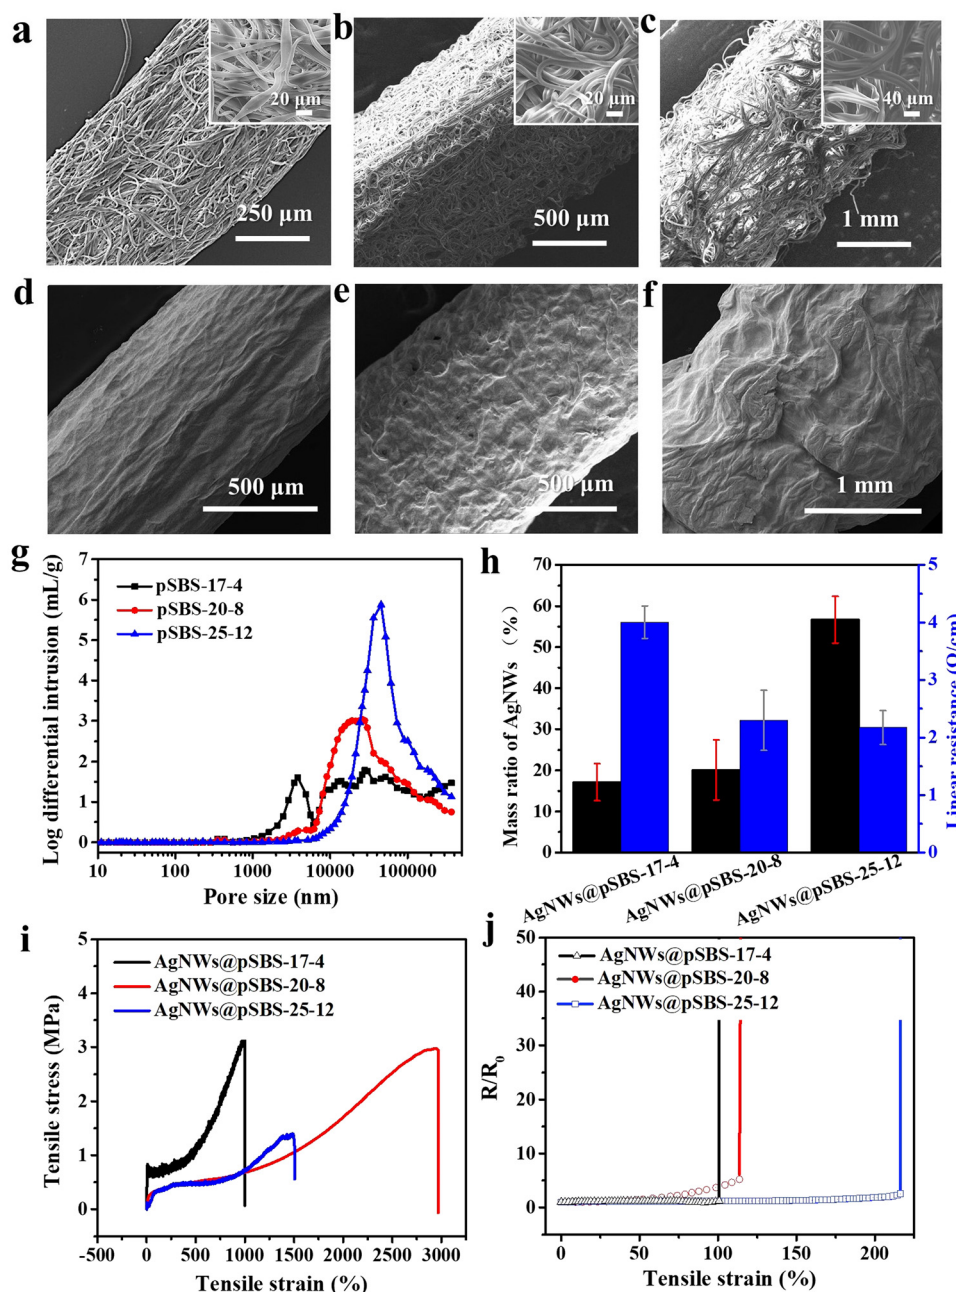 a
20 μm
250 μm
b
20 μm
500 μm
c
40 μm
1 mm
d
500 μm
e
500 μm
f
1 mm
g
Log differential intrusion (mL/g)
7
6
5
4
3
2
1
0
pSBS-17-4
pSBS-20-8
pSBS-25-12
10
100
1000
10000
100000
Pore size (nm)
h
Mass ratio of AgNWs (%)
70
60
50
40
30
20
10
0
5
4
3
2
1
0
Linear resistance (Ω/cm)
AgNWs@pSBS-17-4
AgNWs@pSBS-20-8
AgNWs@pSBS-25-12
i
Tensile stress (MPa)
5
4
3
2
1
0
AgNWs@pSBS-17-4
AgNWs@pSBS-20-8
AgNWs@pSBS-25-12
-500
0
500
1000
1500
2000
2500
3000
Tensile strain (%)
j
R/R0
50
40
30
20
10
0
AgNWs@pSBS-17-4
AgNWs@pSBS-20-8
AgNWs@pSBS-25-12
0
50
100
150
200
Tensile strain (%)